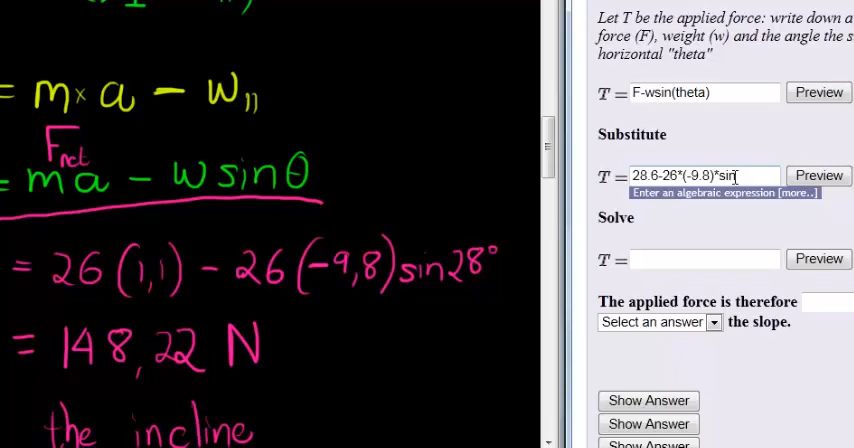 = m × a - w||
Fnet
= ma - w sinθ
= 26 (1,1) - 26 (-9,8) sin 28°
= 148,22 N
the incline
Let T be the applied force: write down a
force (F), weight (w) and the angle the s
horizontal "theta"
T = F-wsin(theta) Preview
Substitute
T = 28.6-26*(-9.8)*sin Preview
Enter an algebraic expression [more..]
Solve
T = Preview
The applied force is therefore
Select an answer the slope.
Show Answer
Show Answer
Show Answer